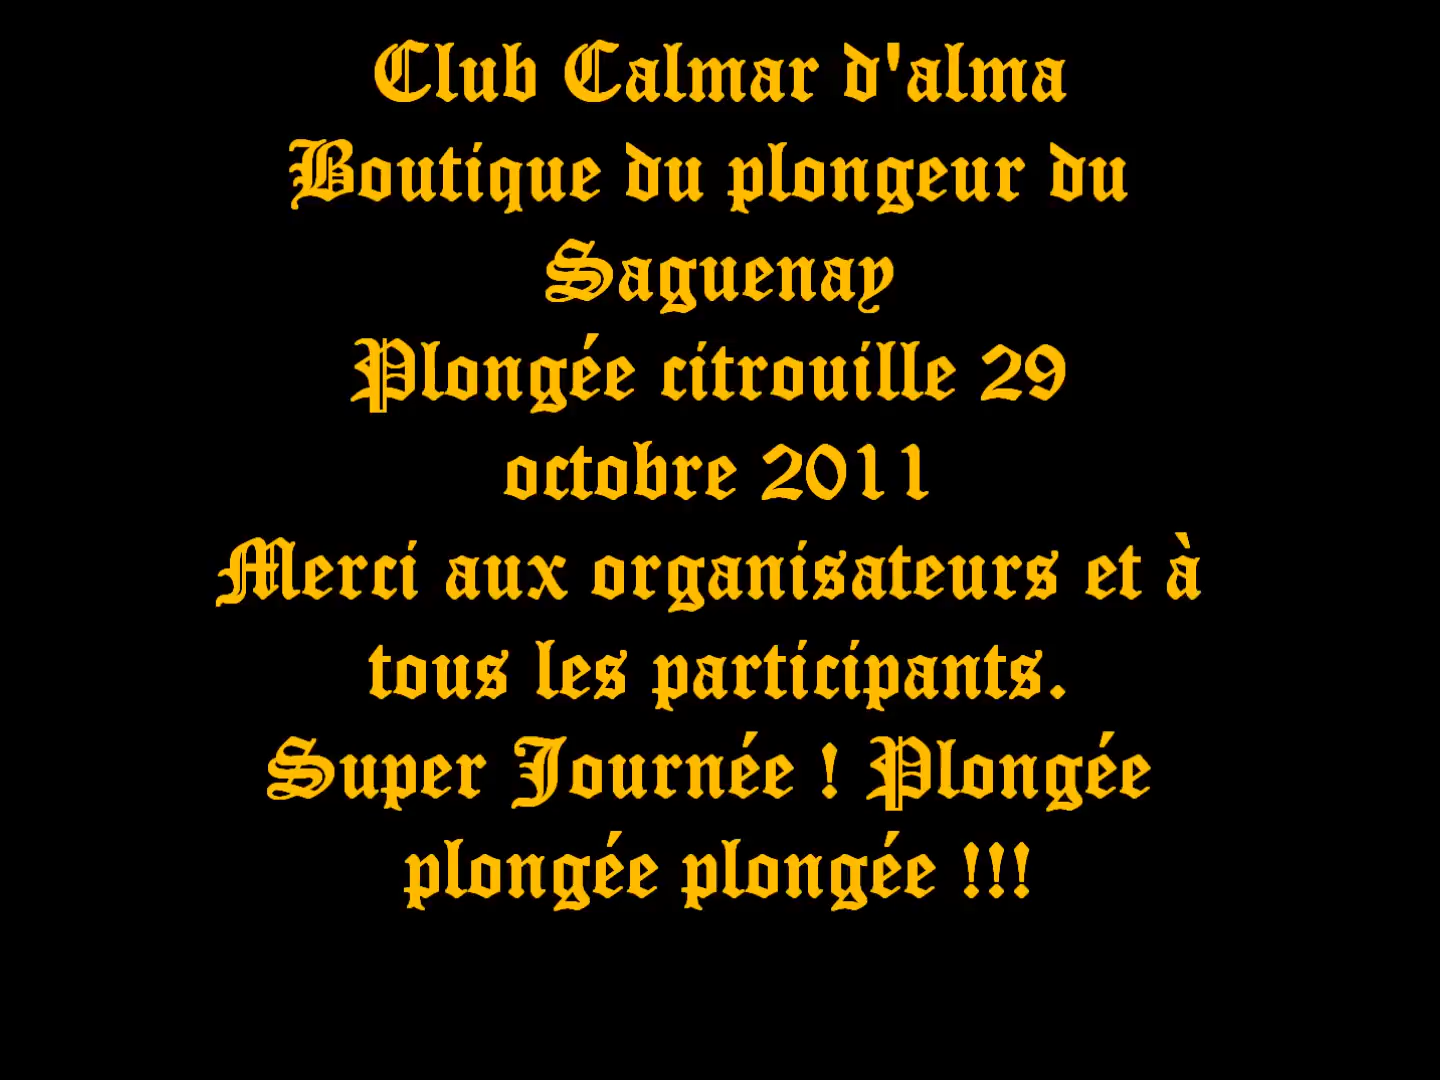 Club Calmar d'alma
Boutique du plongeur du
Saguenay
Plongée citrouille 29
octobre 2011
Merci aux organisateurs et à
tous les participants.
Super Journée ! Plongée
plongée plongée !!!